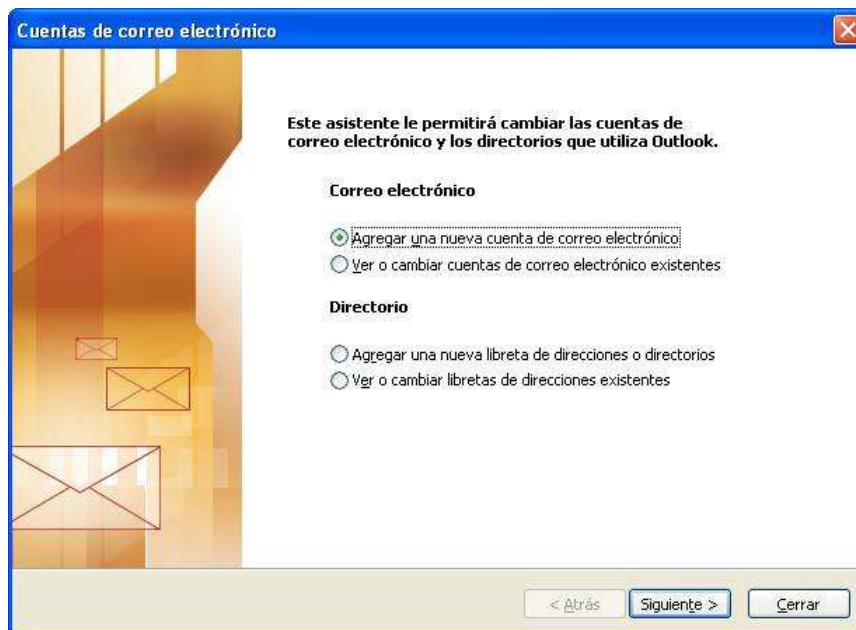 Cuentas de correo electrónico
Este asistente le permitirá cambiar las cuentas de
correo electrónico y los directorios que utiliza Outlook.
Correo electrónico
Agregar una nueva cuenta de correo electrónico
Ver o cambiar cuentas de correo electrónico existentes
Directorio
Agregar una nueva libreta de direcciones o directorios
Ver o cambiar libretas de direcciones existentes
< Atrás Siguiente > Cerrar